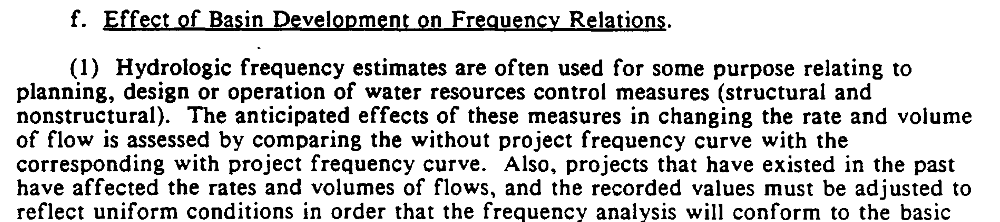 f. Effect of Basin Development on Frequency Relations.
(1) Hydrologic frequency estimates are often used for some purpose relating to
planning, design or operation of water resources control measures (structural and
nonstructural). The anticipated effects of these measures in changing the rate and volume
of flow is assessed by comparing the without project frequency curve with the
corresponding with project frequency curve. Also, projects that have existed in the past
have affected the rates and volumes of flows, and the recorded values must be adjusted to
reflect uniform conditions in order that the frequency analysis will conform to the basic